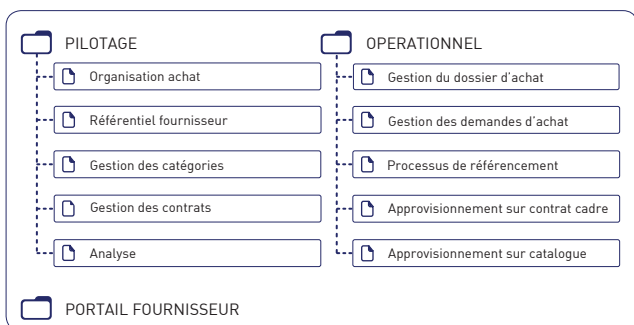 PILOTAGE
Organisation achat
Référentiel fournisseur
Gestion des catégories
Gestion des contrats
Analyse
OPERATIONNEL
Gestion du dossier d'achat
Gestion des demandes d'achat
Processus de référencement
Approvisionnement sur contrat cadre
Approvisionnement sur catalogue
PORTAIL FOURNISSEUR